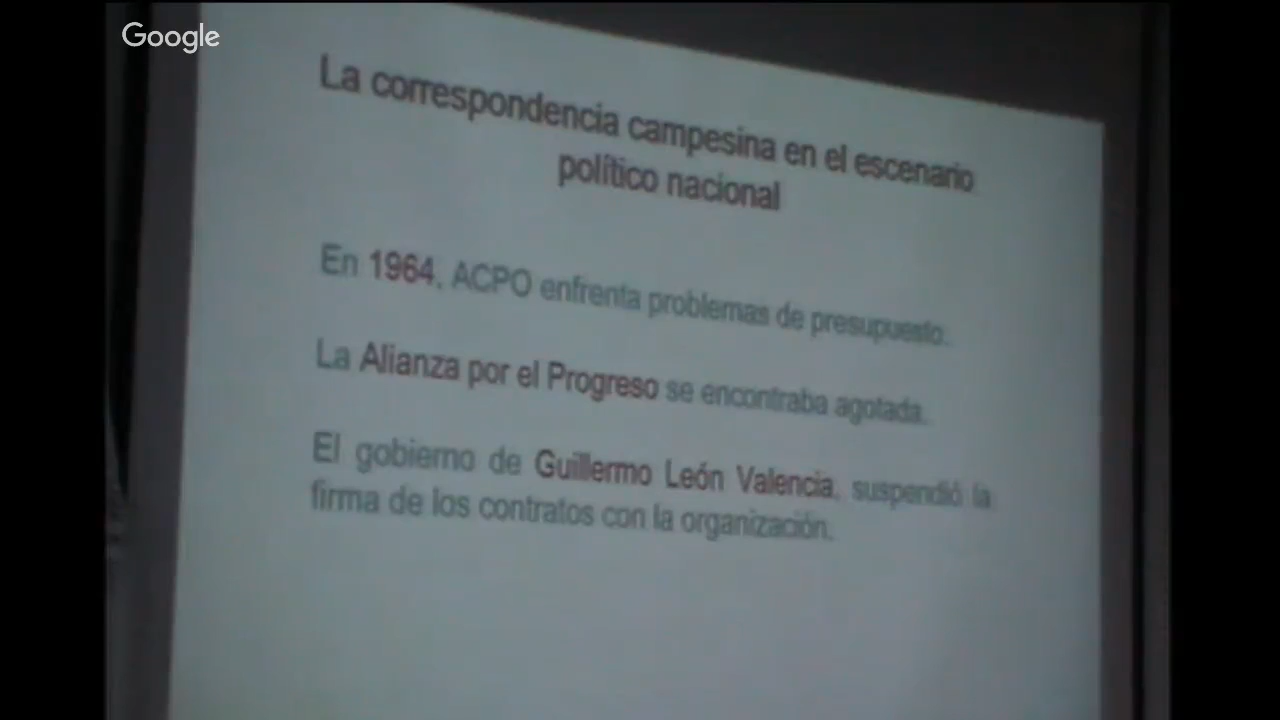 Google
La correspondencia campesina en el escenario
político nacional
En 1964, ACPO enfrenta problemas de presupuesto.
La Alianza por el Progreso se encontraba agotada.
El gobierno de Guillermo León Valencia, suspendió la
firma de los contratos con la organización.